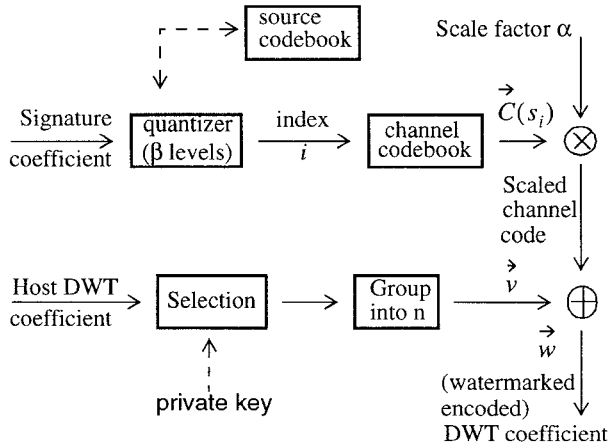 source
codebook
Scale factor α
Signature
coefficient
quantizer
(β levels)
index
i
channel
codebook
C(s_i)
Scaled
channel
code
Host DWT
coefficient
Selection
Group
into n
v
w
private key
(watermarked
encoded)
DWT coefficient